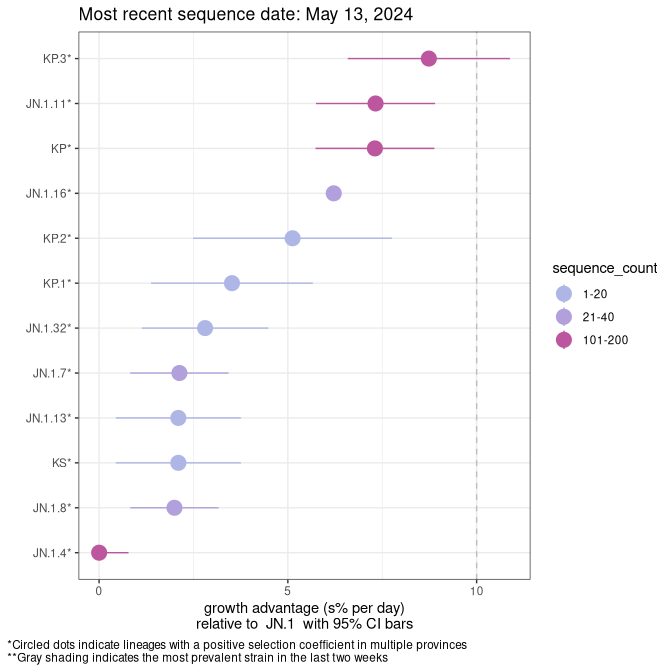 Most recent sequence date: May 13, 2024
KP.3*
JN.1.11*
KP*
JN.1.16*
KP.2*
KP.1*
JN.1.32*
JN.1.7*
JN.1.13*
KS*
JN.1.8*
JN.1.4*
0 5 10
growth advantage (s% per day)
relative to JN.1 with 95% CI bars
sequence_count
1-20
21-40
101-200
*Circled dots indicate lineages with a positive selection coefficient in multiple provinces
**Gray shading indicates the most prevalent strain in the last two weeks